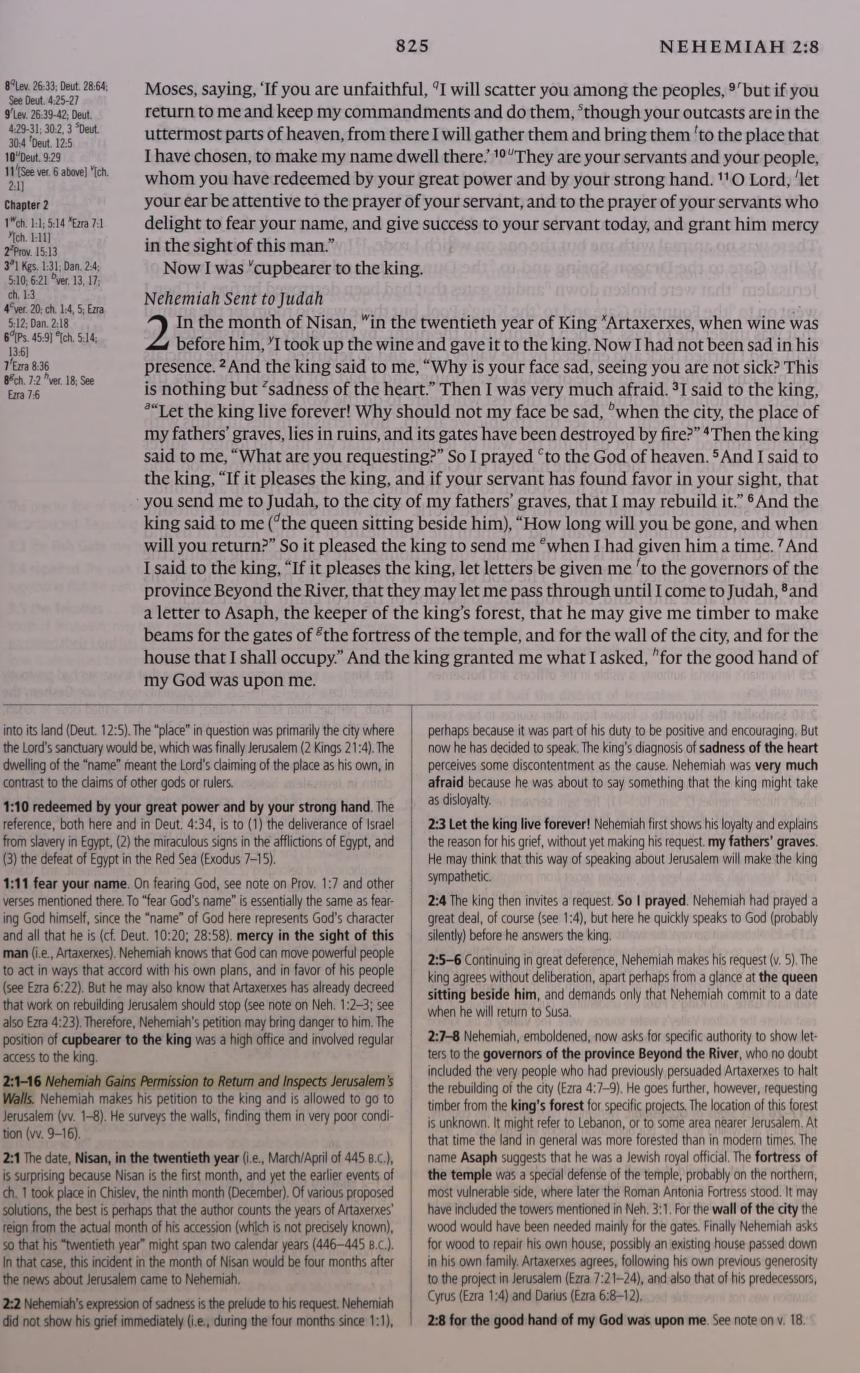 825
NEHEMIAH 2:8
8 q Lev. 26:33; Deut. 28:64;
See Deut. 4:25-27
9 r Lev. 26:39-42; Deut.
4:29-31; 30:2, 3 s Deut.
30:4 t Deut. 12:5
10 u Deut. 9:29
11 l [See ver. 6 above] v [ch.
2:1]
Chapter 2
1 w ch. 1:1; 5:14 x Ezra 7:1
y [ch. 1:11]
2 z Prov. 15:13
3 a 1 Kgs. 1:31; Dan. 2:4;
5:10; 6:21 b ver. 13, 17;
ch. 1:3
4 c ver. 20; ch. 1:4, 5; Ezra
5:12; Dan. 2:18
6 d [Ps. 45:9] e [ch. 5:14;
13:6]
7 f Ezra 8:36
8 g ch. 7:2 h ver. 18; See
Ezra 7:6
Moses, saying, ‘If you are unfaithful, q I will scatter you among the peoples, 9 r but if you
return to me and keep my commandments and do them, s though your outcasts are in the
uttermost parts of heaven, from there I will gather them and bring them t to the place that
I have chosen, to make my name dwell there.’ 10 u They are your servants and your people,
whom you have redeemed by your great power and by your strong hand. 11 O Lord, l let
your ear be attentive to the prayer of your servant, and to the prayer of your servants who
delight to fear your name, and give success to your servant today, and grant him mercy
in the sight of this man.”
Now I was v cupbearer to the king.
Nehemiah Sent to Judah
2 In the month of Nisan, w in the twentieth year of King x Artaxerxes, when wine was
before him, y I took up the wine and gave it to the king. Now I had not been sad in his
presence. 2 And the king said to me, “Why is your face sad, seeing you are not sick? This
is nothing but z sadness of the heart.” Then I was very much afraid. 3 I said to the king,
a “Let the king live forever! Why should not my face be sad, b when the city, the place of
my fathers’ graves, lies in ruins, and its gates have been destroyed by fire?” 4 Then the king
said to me, “What are you requesting?” So I prayed c to the God of heaven. 5 And I said to
the king, “If it pleases the king, and if your servant has found favor in your sight, that
you send me to Judah, to the city of my fathers’ graves, that I may rebuild it.” 6 And the
king said to me (d the queen sitting beside him), “How long will you be gone, and when
will you return?” So it pleased the king to send me e when I had given him a time. 7 And
I said to the king, “If it pleases the king, let letters be given me f to the governors of the
province Beyond the River, that they may let me pass through until I come to Judah, 8 and
a letter to Asaph, the keeper of the king’s forest, that he may give me timber to make
beams for the gates of g the fortress of the temple, and for the wall of the city, and for the
house that I shall occupy.” And the king granted me what I asked, h for the good hand of
my God was upon me.
into its land (Deut. 12:5). The “place” in question was primarily the city where
the Lord’s sanctuary would be, which was finally Jerusalem (2 Kings 21:4). The
dwelling of the “name” meant the Lord’s claiming of the place as his own, in
contrast to the claims of other gods or rulers.
1:10 redeemed by your great power and by your strong hand. The
reference, both here and in Deut. 4:34, is to (1) the deliverance of Israel
from slavery in Egypt, (2) the miraculous signs in the afflictions of Egypt, and
(3) the defeat of Egypt in the Red Sea (Exodus 7–15).
1:11 fear your name. On fearing God, see note on Prov. 1:7 and other
verses mentioned there. To “fear God’s name” is essentially the same as fear-
ing God himself, since the “name” of God here represents God’s character
and all that he is (cf. Deut. 10:20; 28:58). mercy in the sight of this
man (i.e., Artaxerxes). Nehemiah knows that God can move powerful people
to act in ways that accord with his own plans, and in favor of his people
(see Ezra 6:22). But he may also know that Artaxerxes has already decreed
that work on rebuilding Jerusalem should stop (see note on Neh. 1:2–3; see
also Ezra 4:23). Therefore, Nehemiah’s petition may bring danger to him. The
position of cupbearer to the king was a high office and involved regular
access to the king.
2:1–16 Nehemiah Gains Permission to Return and Inspects Jerusalem’s
Walls. Nehemiah makes his petition to the king and is allowed to go to
Jerusalem (vv. 1–8). He surveys the walls, finding them in very poor condi-
tion (vv. 9–16).
2:1 The date, Nisan, in the twentieth year (i.e., March/April of 445 B.C.),
is surprising because Nisan is the first month, and yet the earlier events of
ch. 1 took place in Chislev, the ninth month (December). Of various proposed
solutions, the best is perhaps that the author counts the years of Artaxerxes’
reign from the actual month of his accession (which is not precisely known),
so that his “twentieth year” might span two calendar years (446–445 B.C.).
In that case, this incident in the month of Nisan would be four months after
the news about Jerusalem came to Nehemiah.
2:2 Nehemiah’s expression of sadness is the prelude to his request. Nehemiah
did not show his grief immediately (i.e., during the four months since 1:1),
perhaps because it was part of his duty to be positive and encouraging. But
now he has decided to speak. The king’s diagnosis of sadness of the heart
perceives some discontentment as the cause. Nehemiah was very much
afraid because he was about to say something that the king might take
as disloyalty.
2:3 Let the king live forever! Nehemiah first shows his loyalty and explains
the reason for his grief, without yet making his request. my fathers’ graves.
He may think that this way of speaking about Jerusalem will make the king
sympathetic.
2:4 The king then invites a request. So I prayed. Nehemiah had prayed a
great deal, of course (see 1:4), but here he quickly speaks to God (probably
silently) before he answers the king.
2:5–6 Continuing in great deference, Nehemiah makes his request (v. 5). The
king agrees without deliberation, apart perhaps from a glance at the queen
sitting beside him, and demands only that Nehemiah commit to a date
when he will return to Susa.
2:7–8 Nehemiah, emboldened, now asks for specific authority to show let-
ters to the governors of the province Beyond the River, who no doubt
included the very people who had previously persuaded Artaxerxes to halt
the rebuilding of the city (Ezra 4:7–9). He goes further, however, requesting
timber from the king’s forest for specific projects. The location of this forest
is unknown. It might refer to Lebanon, or to some area nearer Jerusalem. At
that time the land in general was more forested than in modern times. The
name Asaph suggests that he was a Jewish royal official. The fortress of
the temple was a special defense of the temple, probably on the northern,
most vulnerable side, where later the Roman Antonia Fortress stood. It may
have included the towers mentioned in Neh. 3:1. For the wall of the city the
wood would have been needed mainly for the gates. Finally Nehemiah asks
for wood to repair his own house, possibly an existing house passed down
in his own family. Artaxerxes agrees, following his own previous generosity
to the project in Jerusalem (Ezra 7:21–24), and also that of his predecessors,
Cyrus (Ezra 1:4) and Darius (Ezra 6:8–12).
2:8 for the good hand of my God was upon me. See note on v. 18.